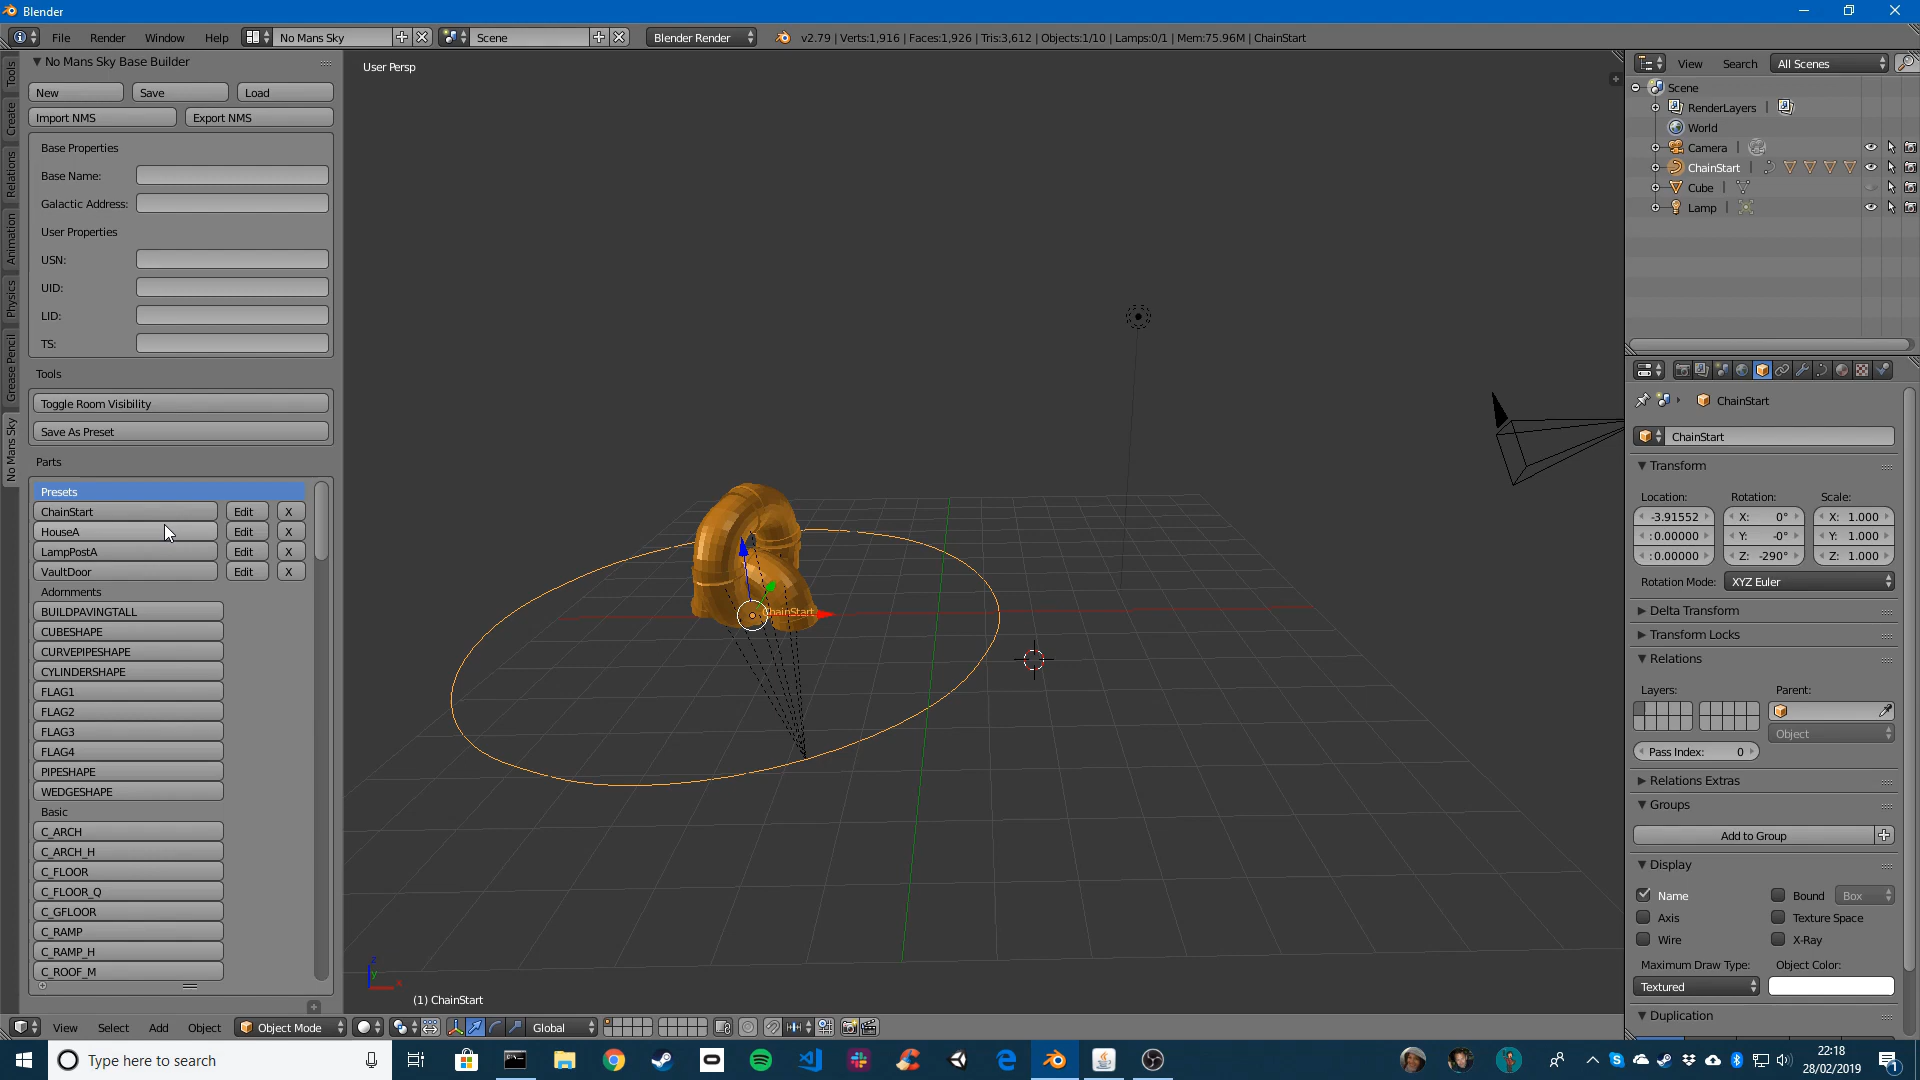 Blender
File Render Window Help No Mans Sky Scene Blender Render v2.79 | Verts:1,916 | Faces:1,926 | Tris:3,612 | Objects:1/10 | Lamps:0/1 | Mem:75.96M | ChainStart
Tools
Create
Relations
Animation
Physics
Grease Pencil
No Mans Sky
No Mans Sky Base Builder
New Save Load
Import NMS Export NMS
Base Properties
Base Name:
Galactic Address:
User Properties
USN:
UID:
LID:
TS:
Tools
Toggle Room Visibility
Save As Preset
Parts
Presets
ChainStart Edit X
HouseA Edit X
LampPostA Edit X
VaultDoor Edit X
Adornments
BUILDPAVINGTALL
CUBESHAPE
CURVEPIPESHAPE
CYLINDERSHAPE
FLAG1
FLAG2
FLAG3
FLAG4
PIPESHAPE
WEDGESHAPE
Basic
C_ARCH
C_ARCH_H
C_FLOOR
C_FLOOR_Q
C_GFLOOR
C_RAMP
C_RAMP_H
C_ROOF_M
User Persp
ChainStart
z
y
x
(1) ChainStart
View Select Add Object Object Mode Global
View Search All Scenes
Scene
RenderLayers |
World
Camera |
ChainStart |
Cube |
Lamp |
ChainStart
ChainStart
Transform
Location: Rotation: Scale:
-3.91552 X: 0° X: 1.000
:0.00000 Y: -0° Y: 1.000
:0.00000 Z: -290° Z: 1.000
Rotation Mode: XYZ Euler
Delta Transform
Transform Locks
Relations
Layers: Parent:
Object
Pass Index: 0
Relations Extras
Groups
Add to Group
Display
Name Bound Box
Axis Texture Space
Wire X-Ray
Maximum Draw Type: Object Color:
Textured
Duplication
Type here to search
22:18
28/02/2019
1